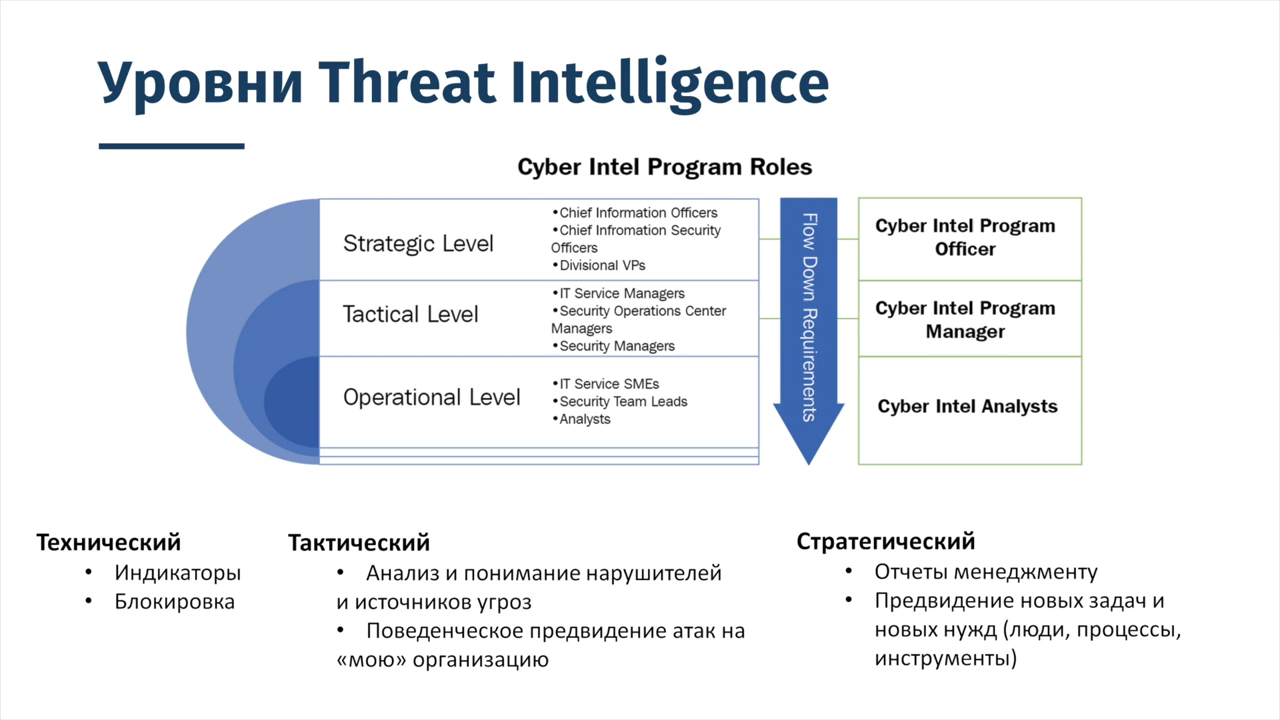 Уровни Threat Intelligence
Cyber Intel Program Roles
Strategic Level
•Chief Information Officers
•Chief Infromation Security
Officers
•Divisional VPs
Tactical Level
•IT Service Managers
•Security Operations Center
Managers
•Security Managers
Operational Level
•IT Service SMEs
•Security Team Leads
•Analysts
Flow Down Requirements
Cyber Intel Program
Officer
Cyber Intel Program
Manager
Cyber Intel Analysts
Технический
• Индикаторы
• Блокировка
Тактический
• Анализ и понимание нарушителей
и источников угроз
• Поведенческое предвидение атак на
«мою» организацию
Стратегический
• Отчеты менеджменту
• Предвидение новых задач и
новых нужд (люди, процессы,
инструменты)